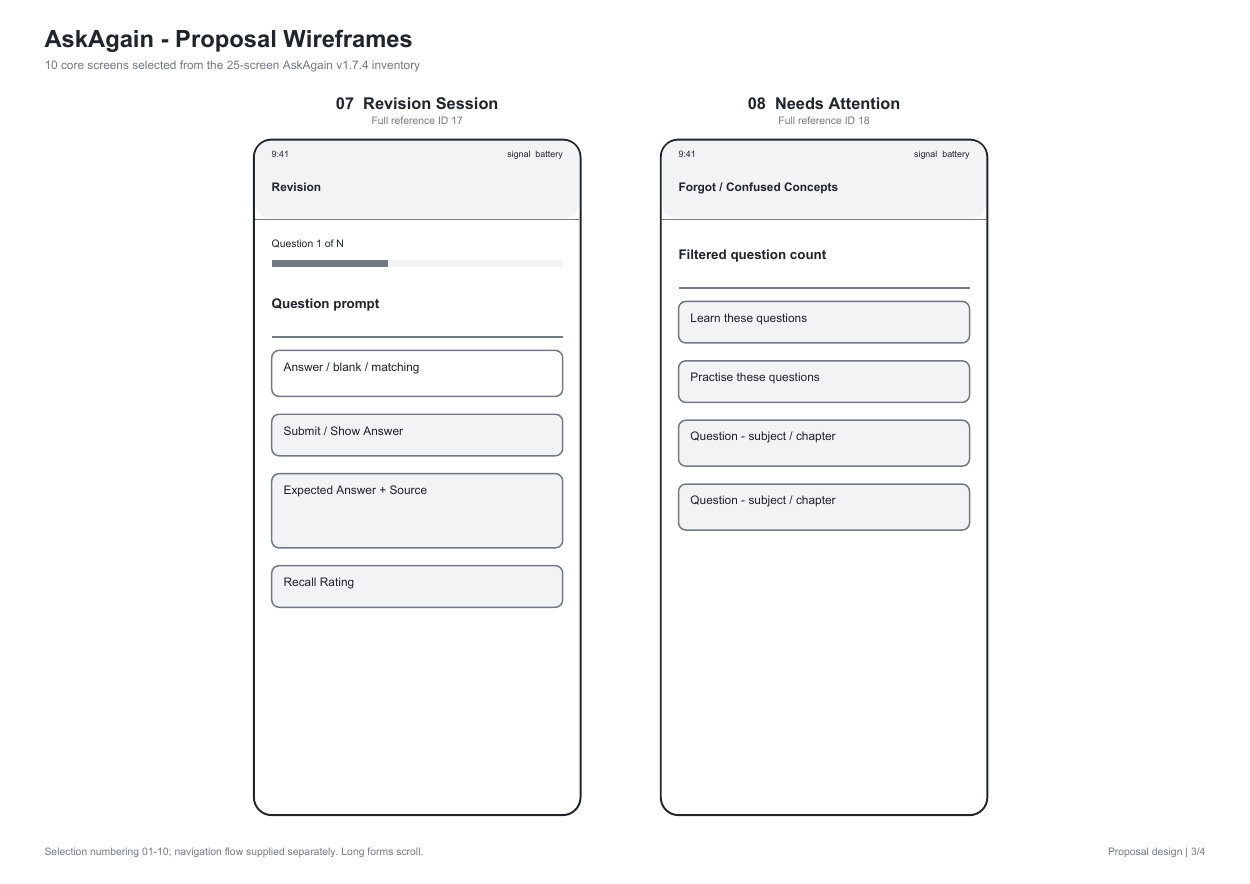 AskAgain - Proposal Wireframes
10 core screens selected from the 25-screen AskAgain v1.7.4 inventory
07 Revision Session
Full reference ID 17
9:41 signal battery
Revision
Question 1 of N
Question prompt
Answer / blank / matching
Submit / Show Answer
Expected Answer + Source
Recall Rating
08 Needs Attention
Full reference ID 18
9:41 signal battery
Forgot / Confused Concepts
Filtered question count
Learn these questions
Practise these questions
Question - subject / chapter
Question - subject / chapter
Selection numbering 01-10; navigation flow supplied separately. Long forms scroll.
Proposal design | 3/4